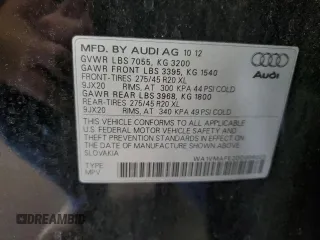 MFD. BY AUDI AG 10 12
GVWR LBS 7055, KG 3200
GAWR FRONT LBS 3395, KG 1540
FRONT-TIRES 275/45 R20 XL
9JX20 RIMS, AT 300 KPA 44 PSI COLD
GAWR REAR LBS 3968, KG 1800
REAR-TIRES 275/45 R20 XL
9JX20 RIMS, AT 340 KPA 49 PSI COLD
THIS VEHICLE CONFORMS TO ALL APPLICABLE
U.S. FEDERAL MOTOR VEHICLE SAFETY AND
THEFT PREVENTION STANDARDS IN EFFECT ON
THE DATE OF MANUFACTURE SHOWN ABOVE
SLOVAKIA
TYPE
MPV
Audi
DREAMBID